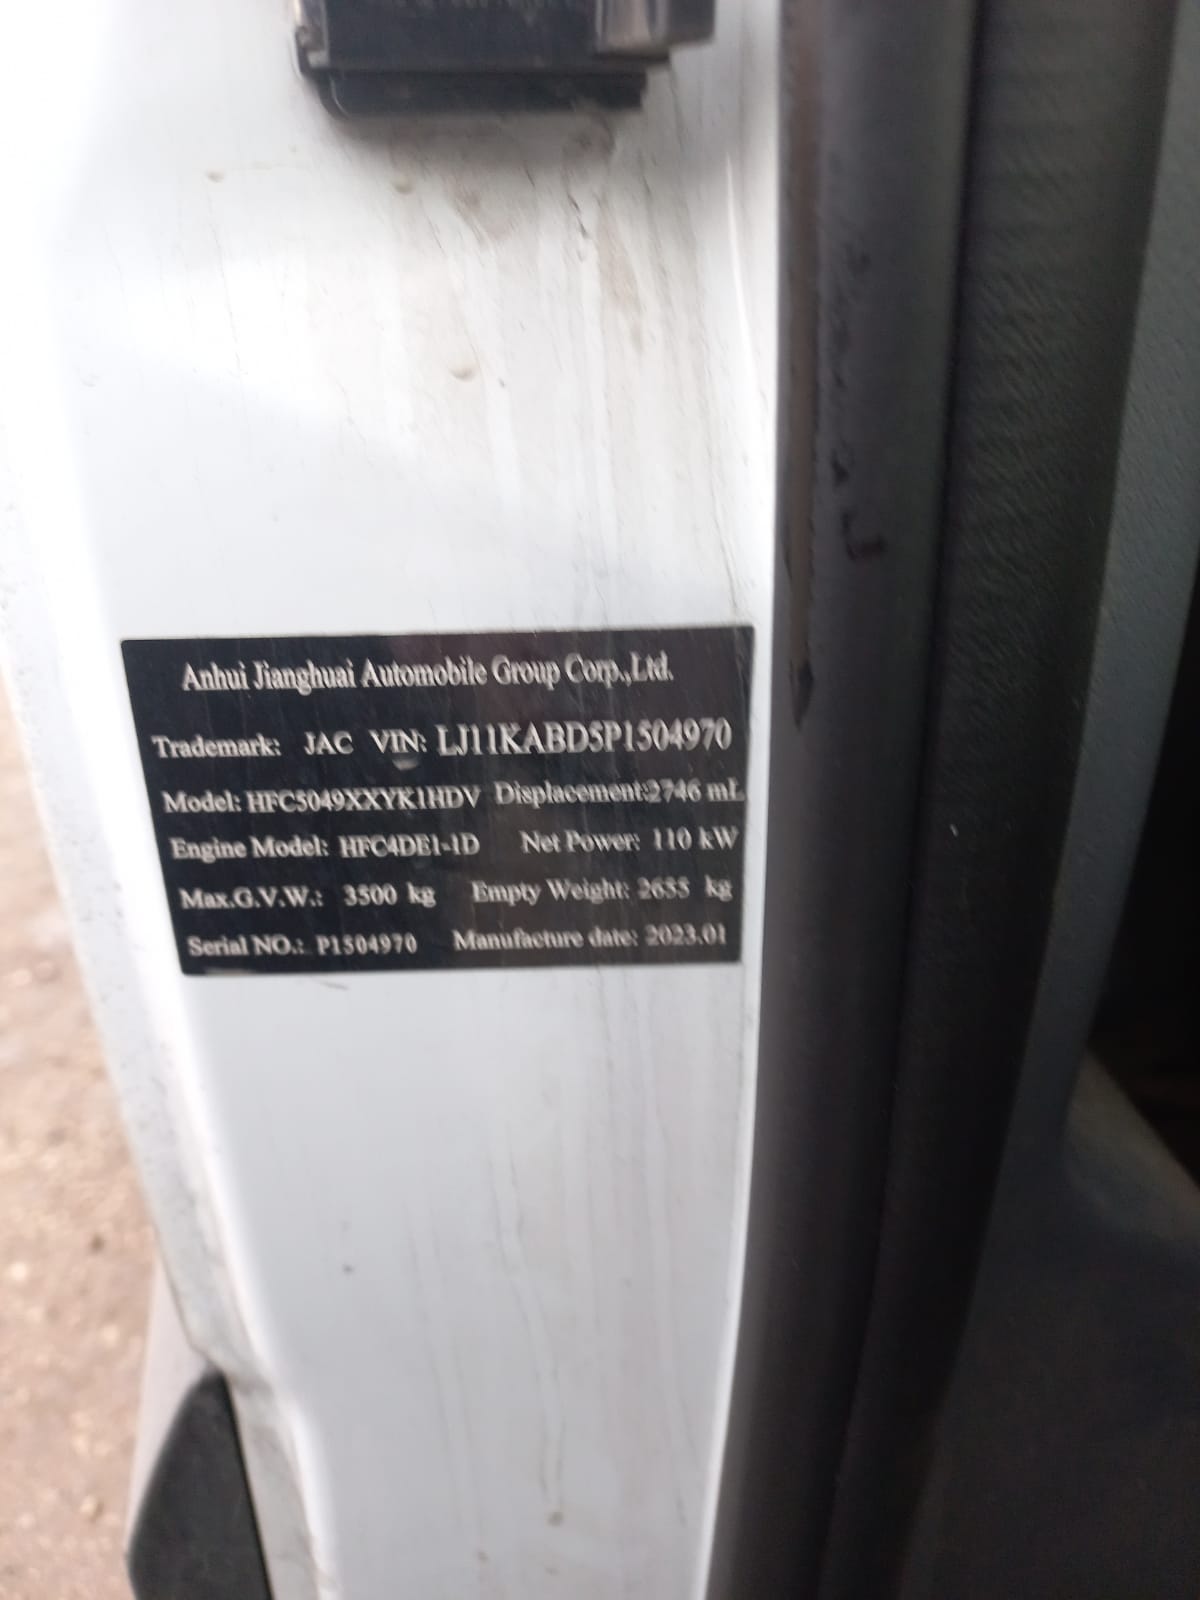 Anhui Jianghuai Automobile Group Corp.,Ltd.
Trademark: JAC VIN: LJ11KABD5P1504970
Model: HFC5049XXYK1HDV Displacement:2746 mL
Engine Model: HFC4DE1-1D Net Power: 110 kW
Max.G.V.W.: 3500 kg Empty Weight: 2655 kg
Serial NO.: P1504970 Manufacture date: 2023.01